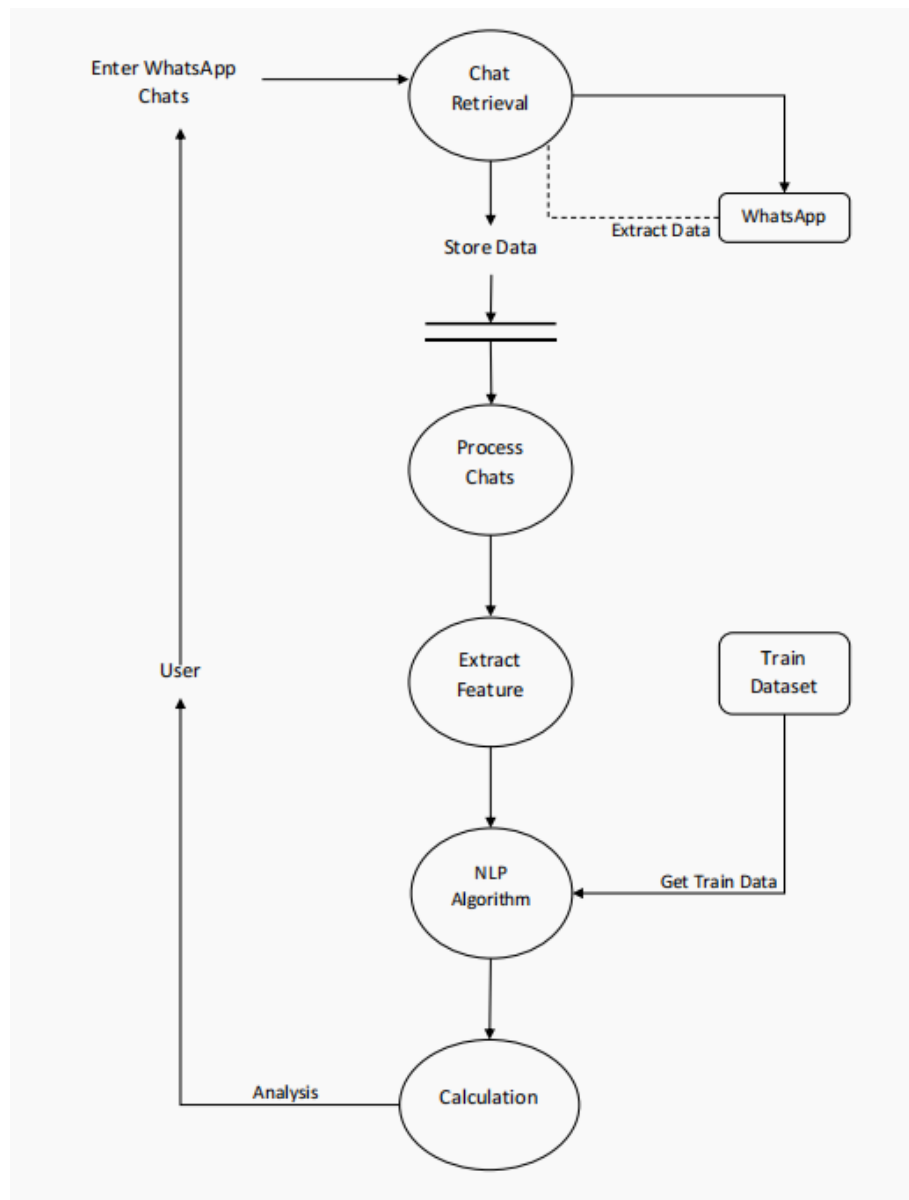 Enter WhatsApp
Chats
Chat
Retrieval
WhatsApp
Extract Data
Store Data
Process
Chats
Extract
Feature
Train
Dataset
User
NLP
Algorithm
Get Train Data
Calculation
Analysis